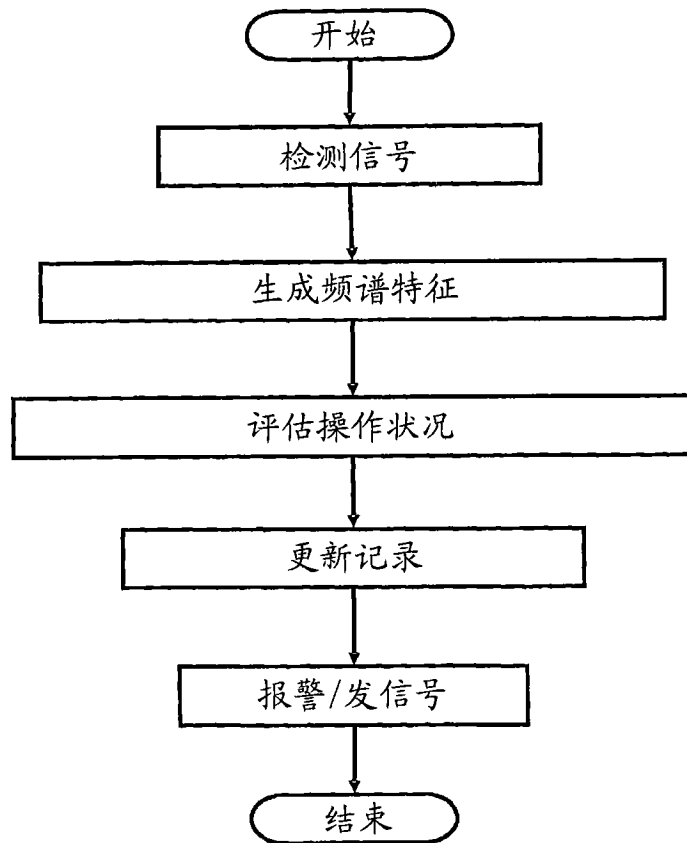 开始
检测信号
生成频谱特征
评估操作状况
更新记录
报警/发信号
结束